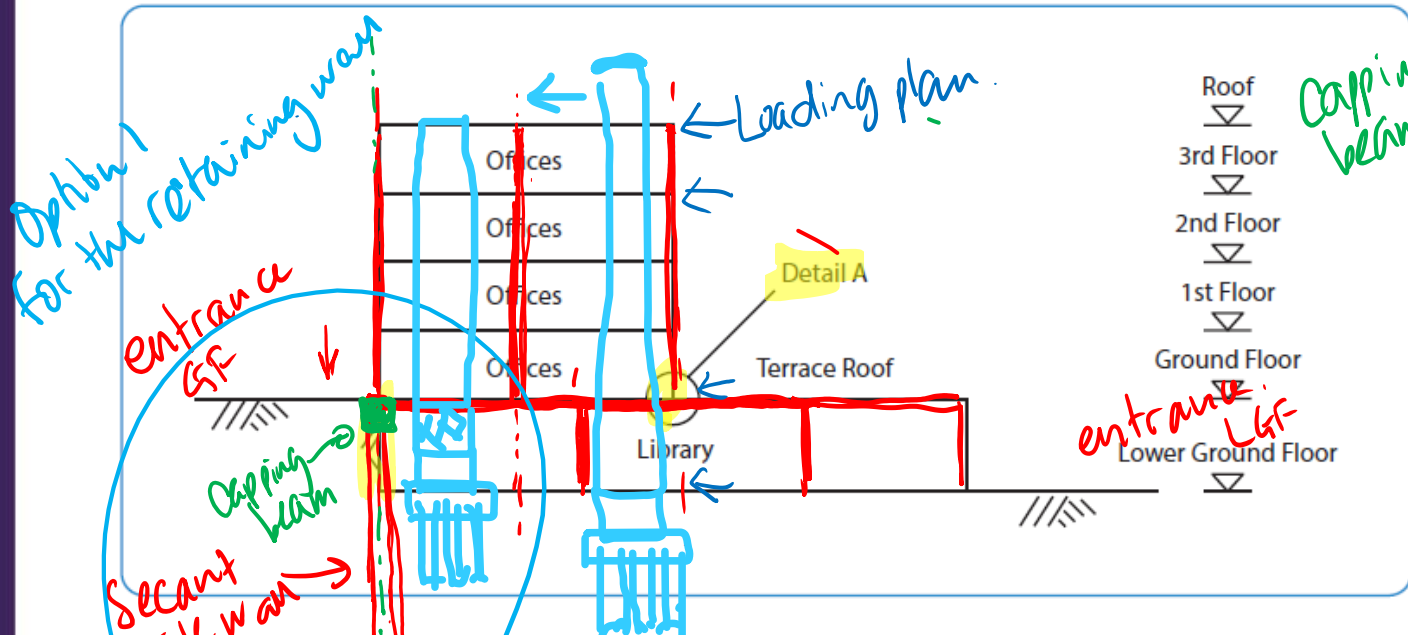 Option 1
for the retaining wall
Loading plan
Offices
Offices
Offices
Offices
Detail A
Terrace Roof
Library
entrance
GF
Capping
beam
Secant
wall
Roof
3rd Floor
2nd Floor
1st Floor
Ground Floor
entrance
LGF
Lower Ground Floor
beam